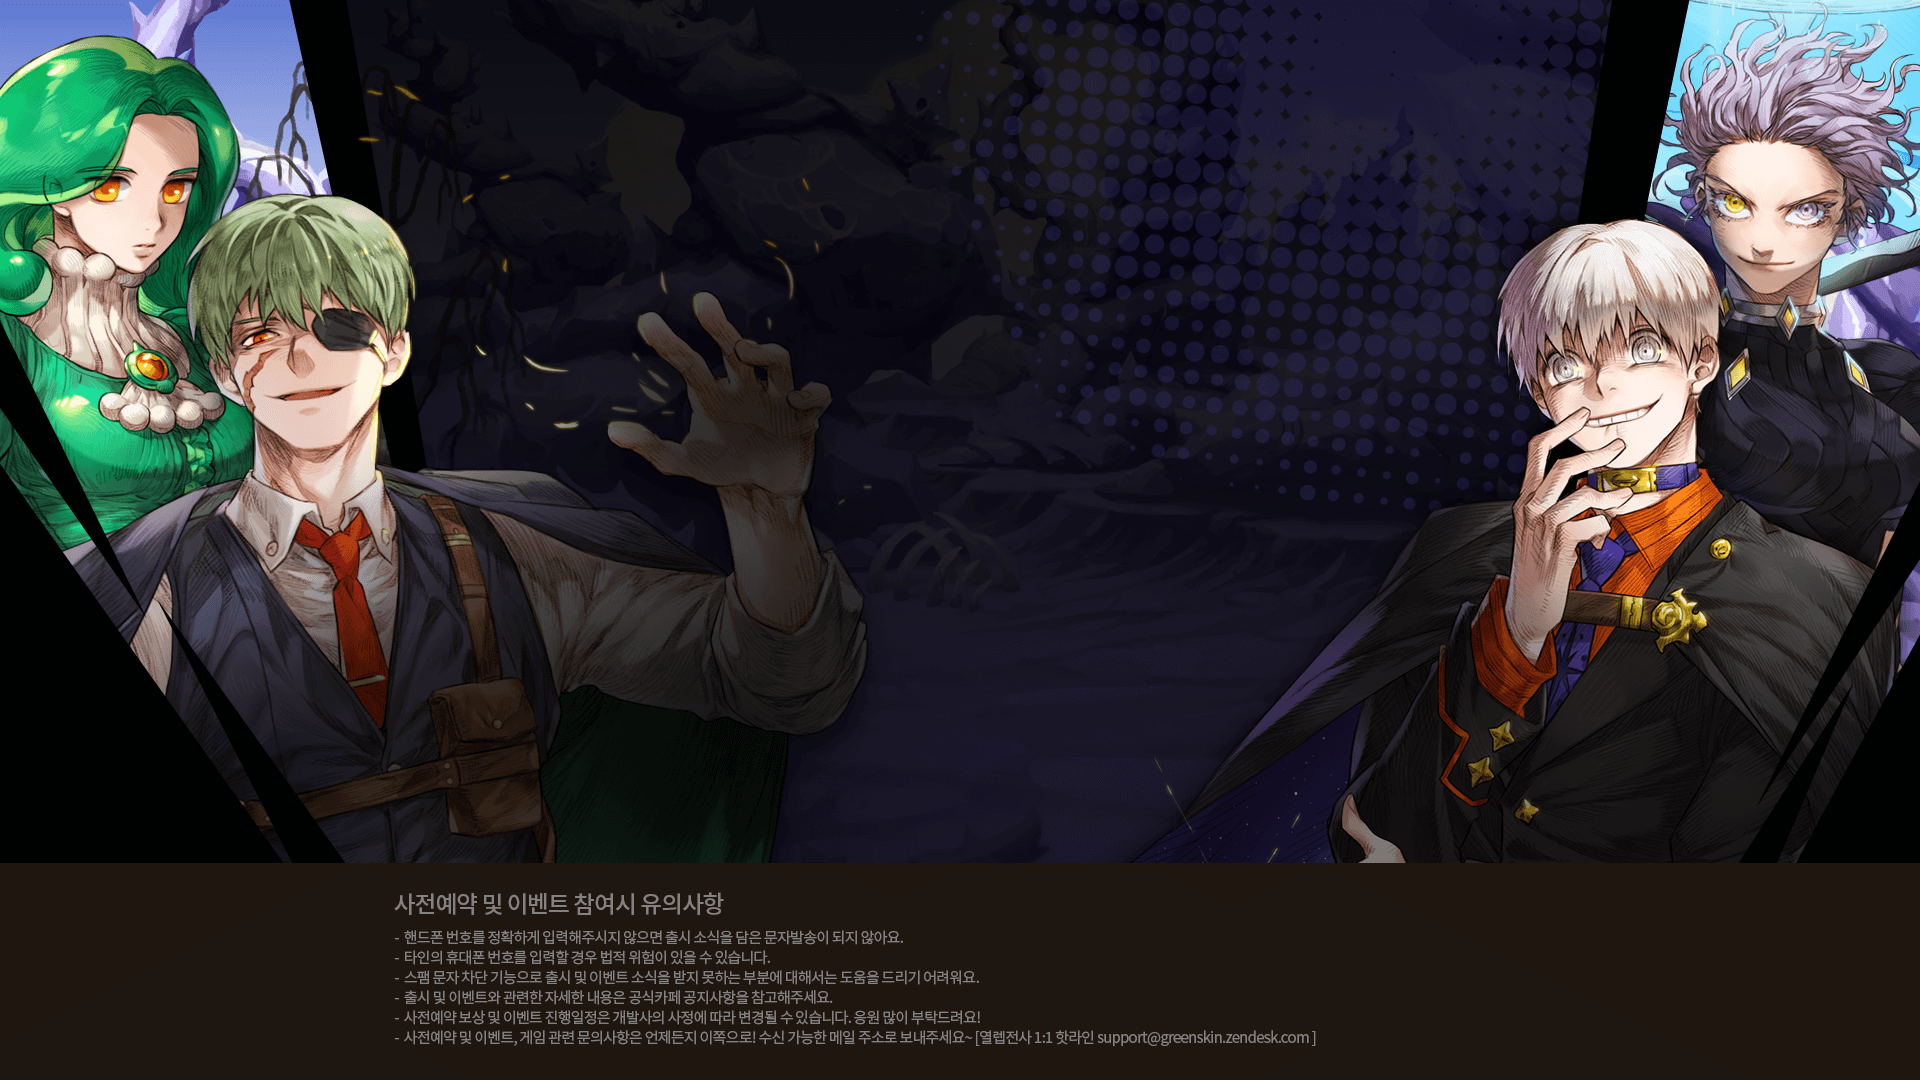 사전예약 및 이벤트 참여시 유의사항
- 핸드폰 번호를 정확하게 입력해주시지 않으면 출시 소식을 담은 문자발송이 되지 않아요.
- 타인의 휴대폰 번호를 입력할 경우 법적 위험이 있을 수 있습니다.
- 스팸 문자 차단 기능으로 출시 및 이벤트 소식을 받지 못하는 부분에 대해서는 도움을 드리기 어려워요.
- 출시 및 이벤트와 관련한 자세한 내용은 공식카페 공지사항을 참고해주세요.
- 사전예약 보상 및 이벤트 진행일정은 개발사의 사정에 따라 변경될 수 있습니다. 응원 많이 부탁드려요!
- 사전예약 및 이벤트, 게임 관련 문의사항은 언제든지 이쪽으로! 수신 가능한 메일 주소로 보내주세요~ [열렙전사 1:1 핫라인 support@greenskin.zendesk.com ]